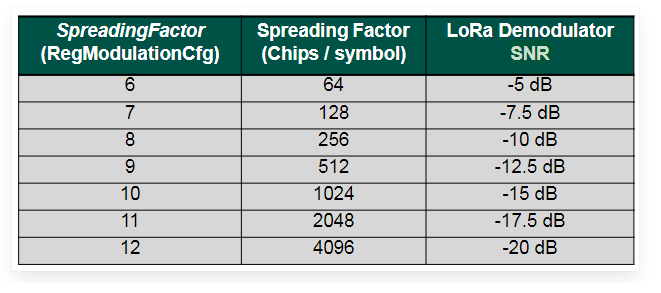 SpreadingFactor (RegModulationCfg) Spreading Factor (Chips / symbol) LoRa Demodulator SNR
6 64 -5 dB
7 128 -7.5 dB
8 256 -10 dB
9 512 -12.5 dB
10 1024 -15 dB
11 2048 -17.5 dB
12 4096 -20 dB